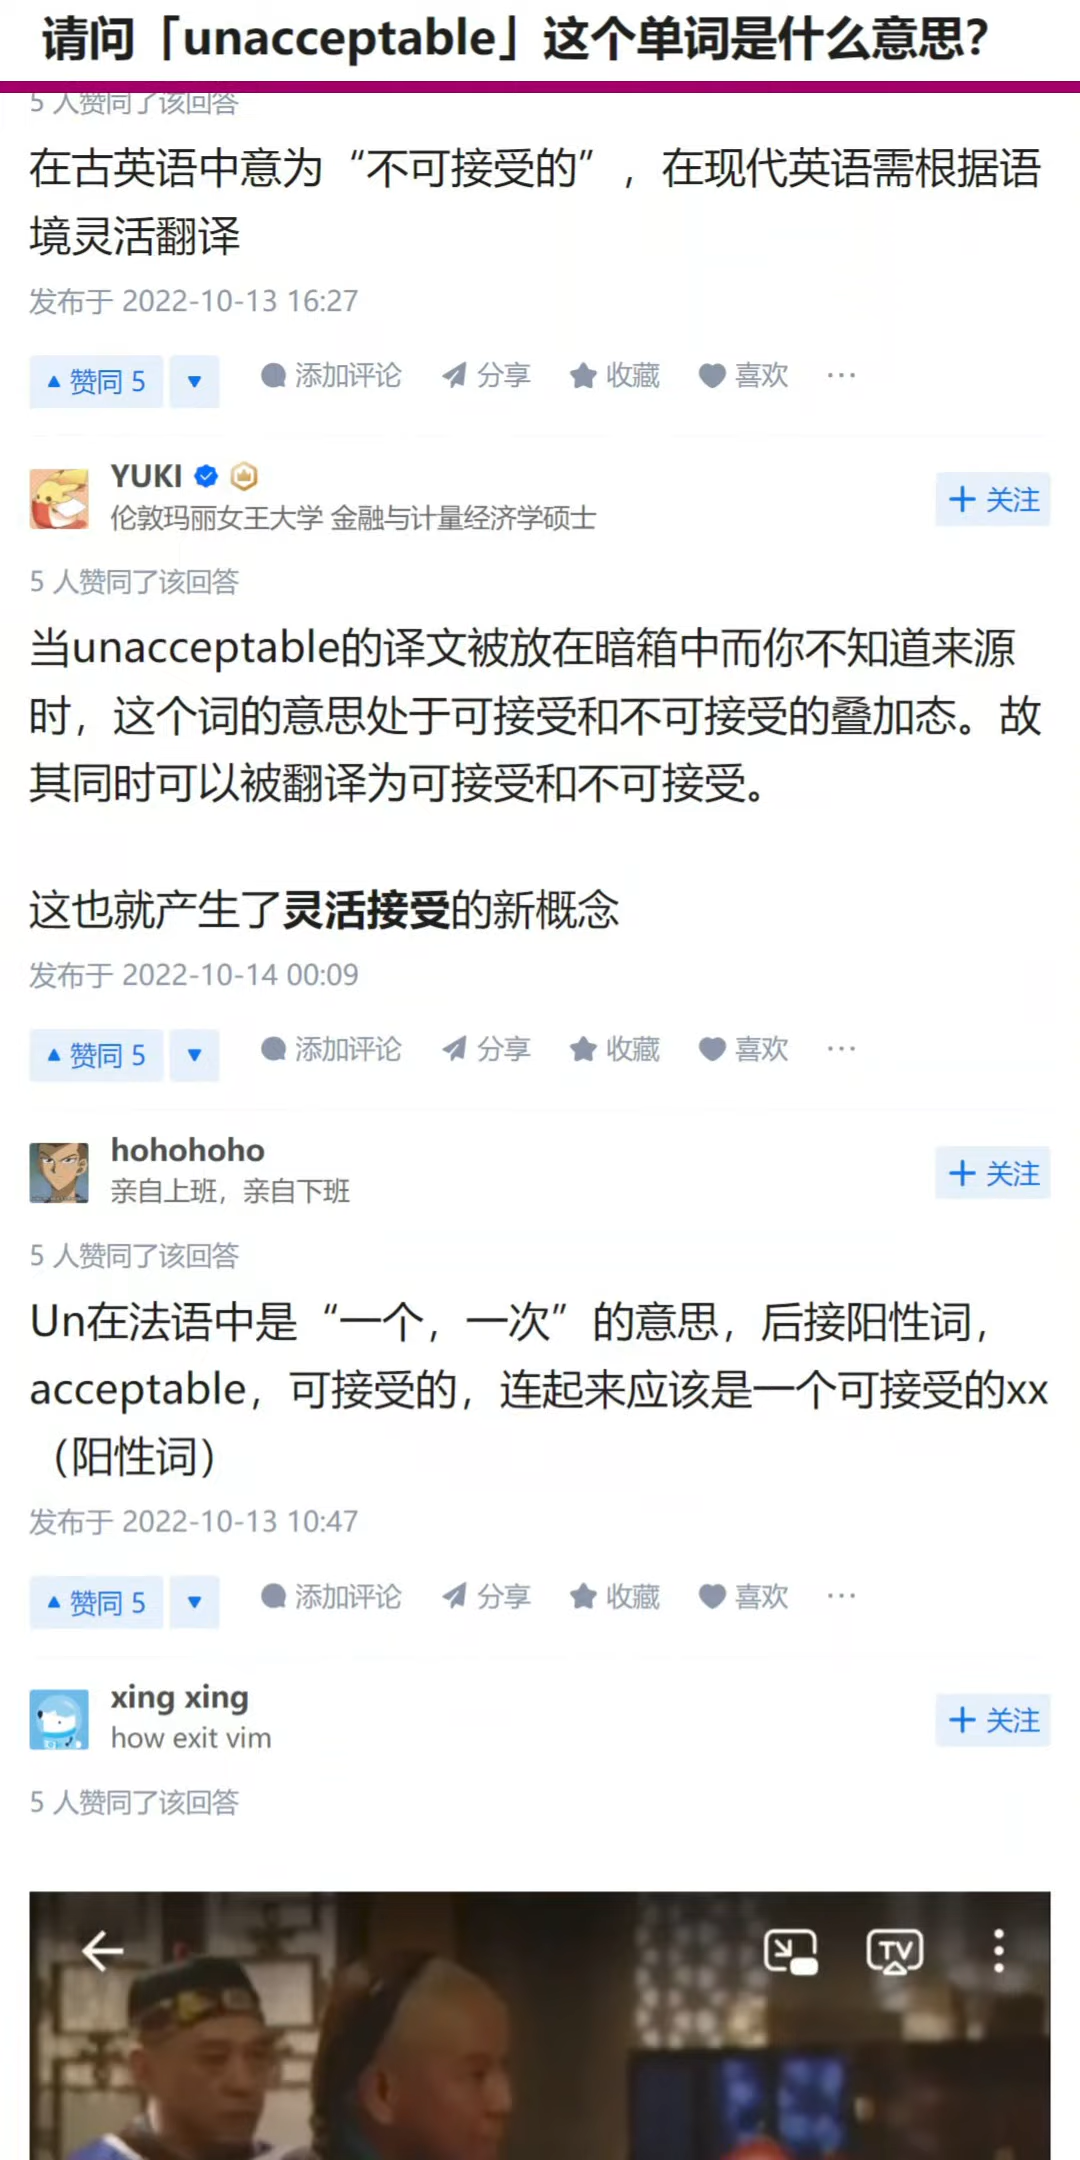 请问「unacceptable」这个单词是什么意思?
5 人赞同了该回答
在古英语中意为“不可接受的”，在现代英语需根据语
境灵活翻译
发布于 2022-10-13 16:27
赞同 5 添加评论 分享 收藏 喜欢 ···
YUKI
伦敦玛丽女王大学 金融与计量经济学硕士
+ 关注
5 人赞同了该回答
当unacceptable的译文被放在暗箱中而你不知道来源
时，这个词的意思处于可接受和不可接受的叠加态。故
其同时可以被翻译为可接受和不可接受。
这也就产生了灵活接受的新概念
发布于 2022-10-14 00:09
赞同 5 添加评论 分享 收藏 喜欢 ···
hohohoho
亲自上班，亲自下班
+ 关注
5 人赞同了该回答
Un在法语中是“一个，一次”的意思，后接阳性词，
acceptable，可接受的，连起来应该是一个可接受的xx
（阳性词）
发布于 2022-10-13 10:47
赞同 5 添加评论 分享 收藏 喜欢 ···
xing xing
how exit vim
+ 关注
5 人赞同了该回答
TV